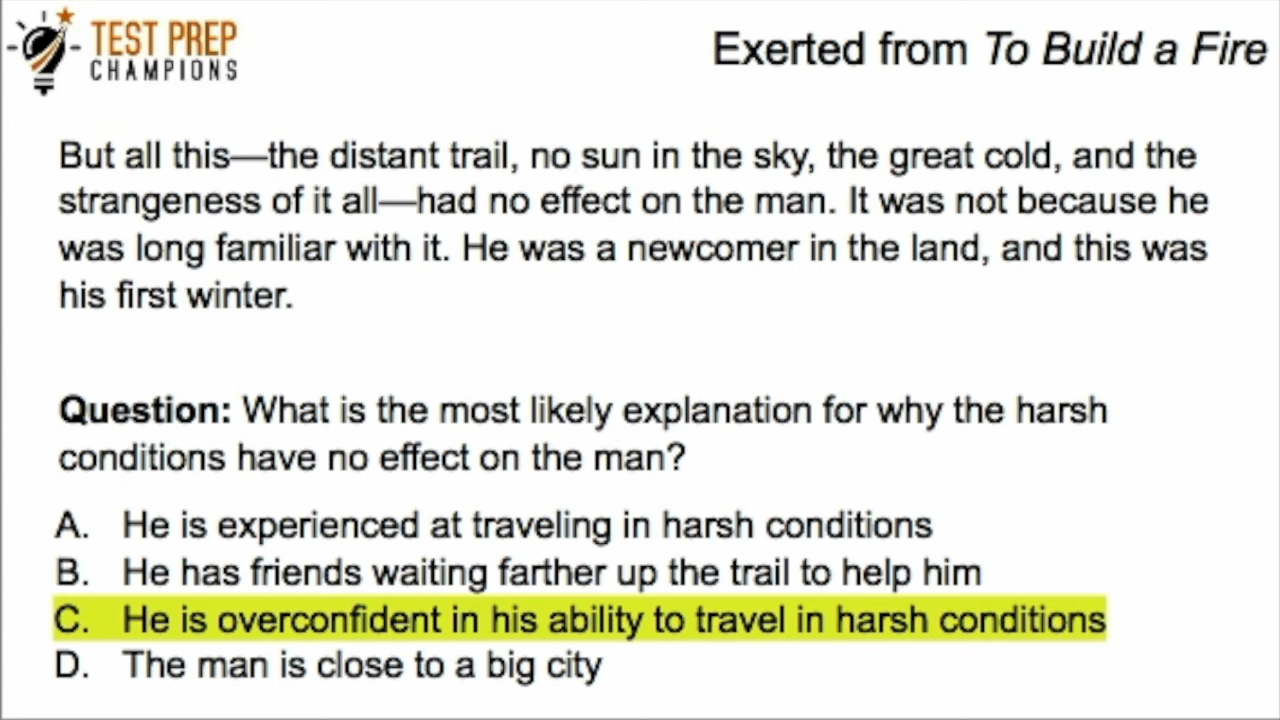 TEST PREP
CHAMPIONS
Exerted from To Build a Fire
But all this—the distant trail, no sun in the sky, the great cold, and the
strangeness of it all—had no effect on the man. It was not because he
was long familiar with it. He was a newcomer in the land, and this was
his first winter.
Question: What is the most likely explanation for why the harsh
conditions have no effect on the man?
A. He is experienced at traveling in harsh conditions
B. He has friends waiting farther up the trail to help him
C. He is overconfident in his ability to travel in harsh conditions
D. The man is close to a big city